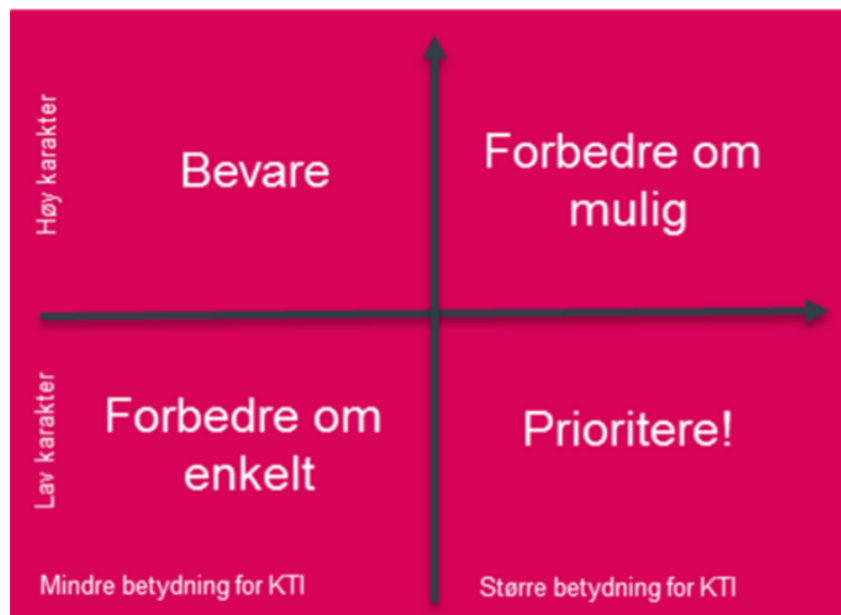 Høy karakter
Bevare
Forbedre om
mulig
Lav karakter
Forbedre om
enkelt
Prioritere!
Mindre betydning for KTI
Større betydning for KTI